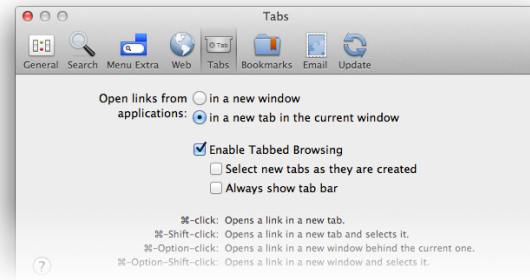 Tabs
Tab
General Search Menu Extra Web Tabs Bookmarks Email Update
Open links from applications:
in a new window
in a new tab in the current window
Enable Tabbed Browsing
Select new tabs as they are created
Always show tab bar
⌘-click: Opens a link in a new tab.
⌘-Shift-click: Opens a link in a new tab and selects it.
⌘-Option-click: Opens a link in a new window behind the current one.
⌘-Option-Shift-click: Opens a link in a new window and selects it.
?